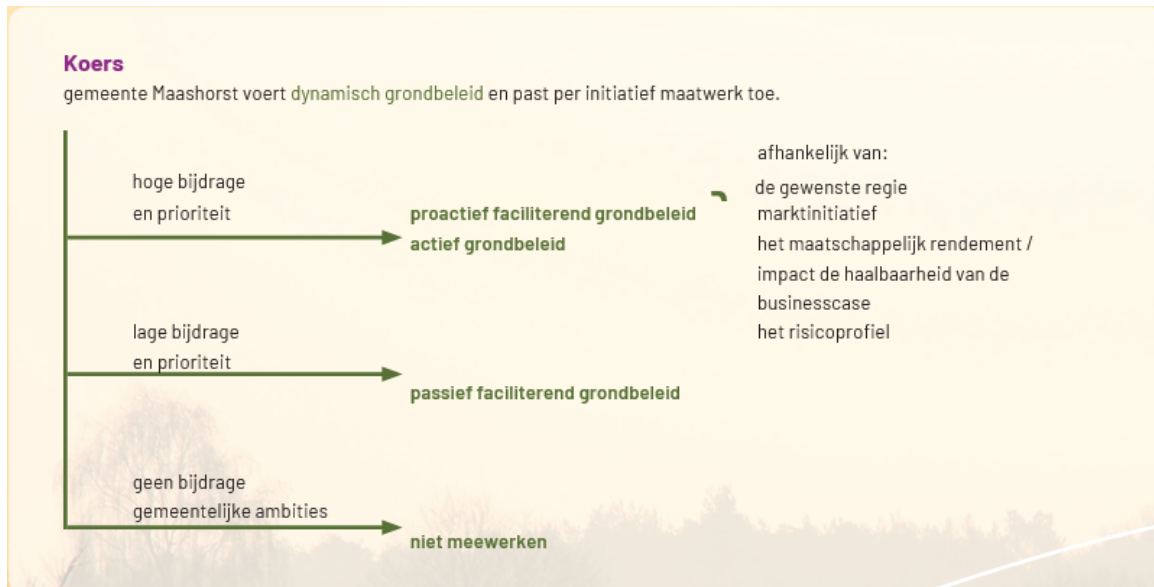 Koers
gemeente Maashorst voert dynamisch grondbeleid en past per initiatief maatwerk toe.
hoge bijdrage
en prioriteit
proactief faciliterend grondbeleid
actief grondbeleid
afhankelijk van:
de gewenste regie
marktinitiatief
het maatschappelijk rendement /
impact de haalbaarheid van de
businesscase
het risicoprofiel
lage bijdrage
en prioriteit
passief faciliterend grondbeleid
geen bijdrage
gemeentelijke ambities
niet meewerken